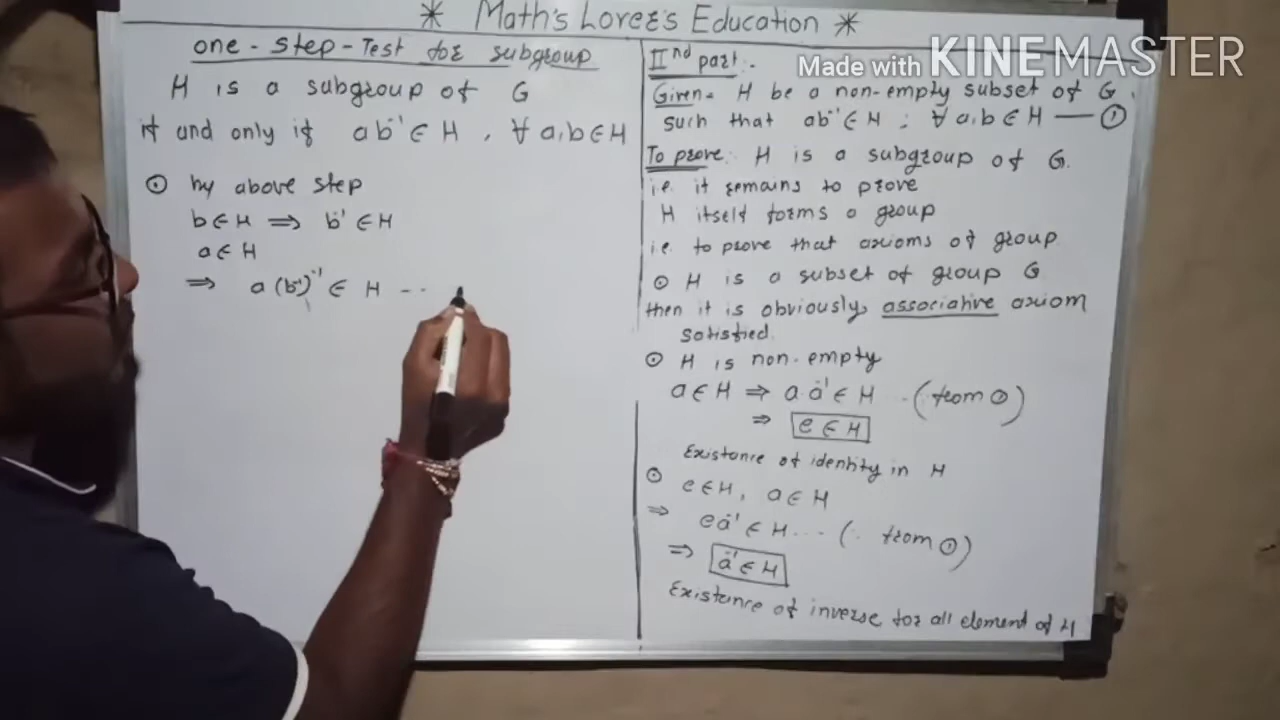 * Math's Lover's Education *
one - step - Test for subgroup
H is a subgroup of G
if and only if ab⁻¹ ∈ H , ∀ a,b ∈ H
⊙ by above step
b ∈ H ⟹ b⁻¹ ∈ H
a ∈ H
⟹ a (b⁻¹)⁻¹ ∈ H ---
Made with KINEMASTER
IInd part :-
Given - H be a non-empty subset of G .
such that ab⁻¹ ∈ H ; ∀ a,b ∈ H — ①
To prove : H is a subgroup of G.
i.e. it remains to prove
H itself forms a group
i.e. to prove that axioms of group
⊙ H is a subset of group G
then it is obviously associative axiom
satisfied.
⊙ H is non-empty
a ∈ H ⟹ a.a⁻¹ ∈ H .. (from ①)
⟹ e ∈ H
Existance of identity in H
⊙ e ∈ H , a ∈ H
⟹ ea⁻¹ ∈ H ... (∵ from ①)
⟹ a⁻¹ ∈ H
Existance of inverse for all element of H